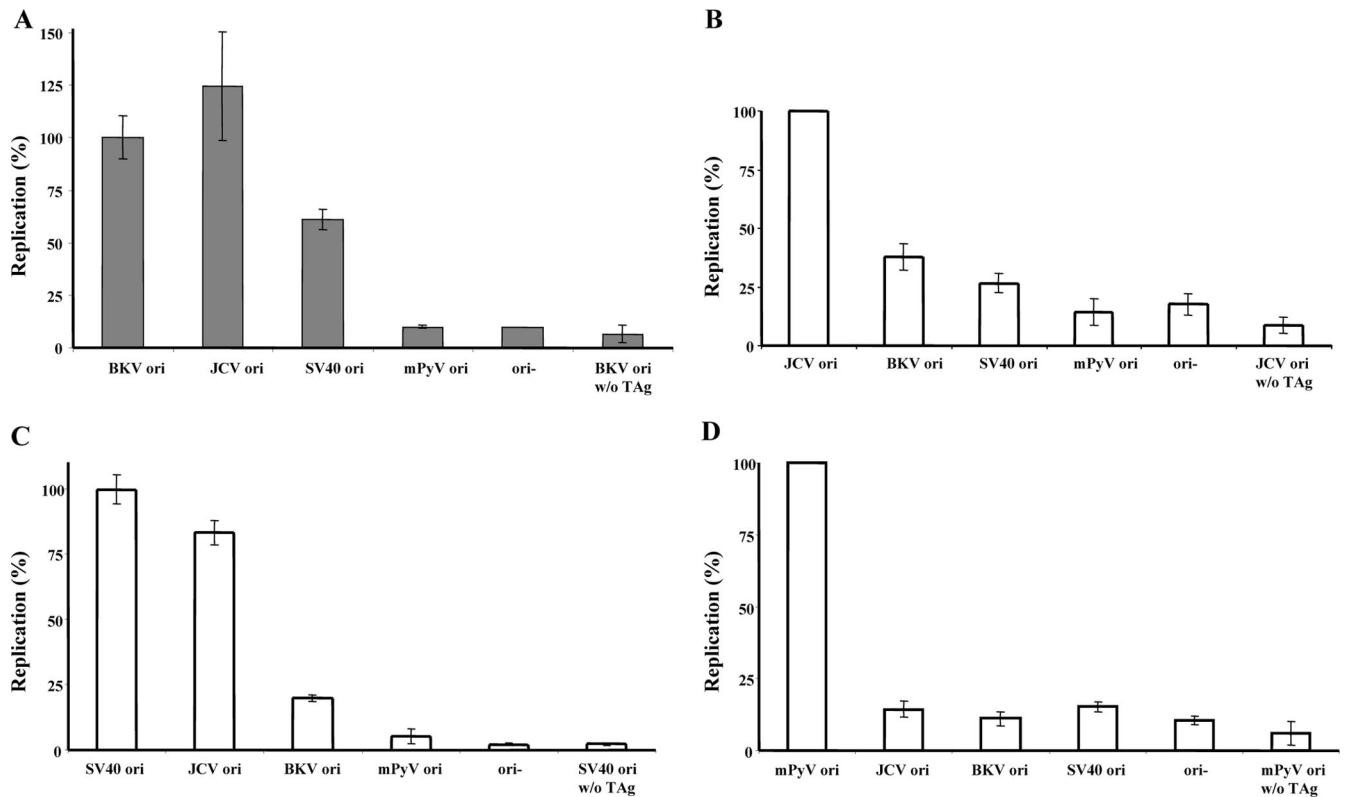 A
Replication (%)
150
125
100
75
50
25
0
BKV ori
JCV ori
SV40 ori
mPyV ori
ori-
BKV ori
w/o TAg
B
Replication (%)
100
75
50
25
0
JCV ori
BKV ori
SV40 ori
mPyV ori
ori-
JCV ori
w/o TAg
C
Replication (%)
100
75
50
25
0
SV40 ori
JCV ori
BKV ori
mPyV ori
ori-
SV40 ori
w/o TAg
D
Replication (%)
100
75
50
25
0
mPyV ori
JCV ori
BKV ori
SV40 ori
ori-
mPyV ori
w/o TAg